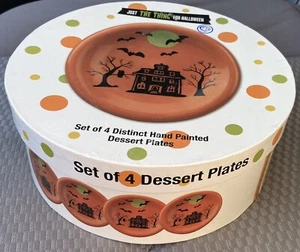 JUST THE THING FOR HALLOWEEN
Set of 4 Distinct Hand Painted
Dessert Plates
Set of 4 Dessert Plates